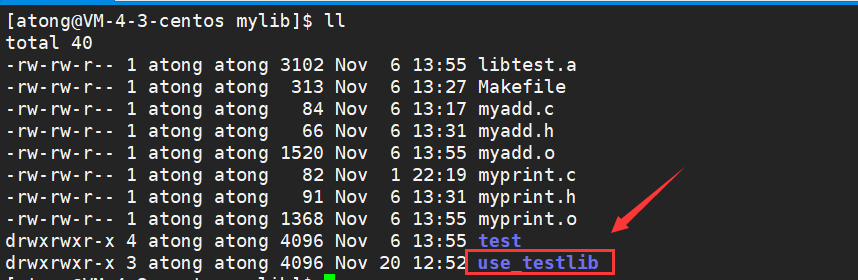 [atong@VM-4-3-centos mylib]$ ll
total 40
-rw-rw-r-- 1 atong atong 3102 Nov  6 13:55 libtest.a
-rw-rw-r-- 1 atong atong  313 Nov  6 13:27 Makefile
-rw-rw-r-- 1 atong atong   84 Nov  6 13:17 myadd.c
-rw-rw-r-- 1 atong atong   66 Nov  6 13:31 myadd.h
-rw-rw-r-- 1 atong atong 1520 Nov  6 13:55 myadd.o
-rw-rw-r-- 1 atong atong   82 Nov  1 22:19 myprint.c
-rw-rw-r-- 1 atong atong   91 Nov  6 13:31 myprint.h
-rw-rw-r-- 1 atong atong 1368 Nov  6 13:55 myprint.o
drwxrwxr-x 4 atong atong 4096 Nov  6 13:55 test
drwxrwxr-x 3 atong atong 4096 Nov 20 12:52 use_testlib
[atong@VM-4-3-centos mylib]$